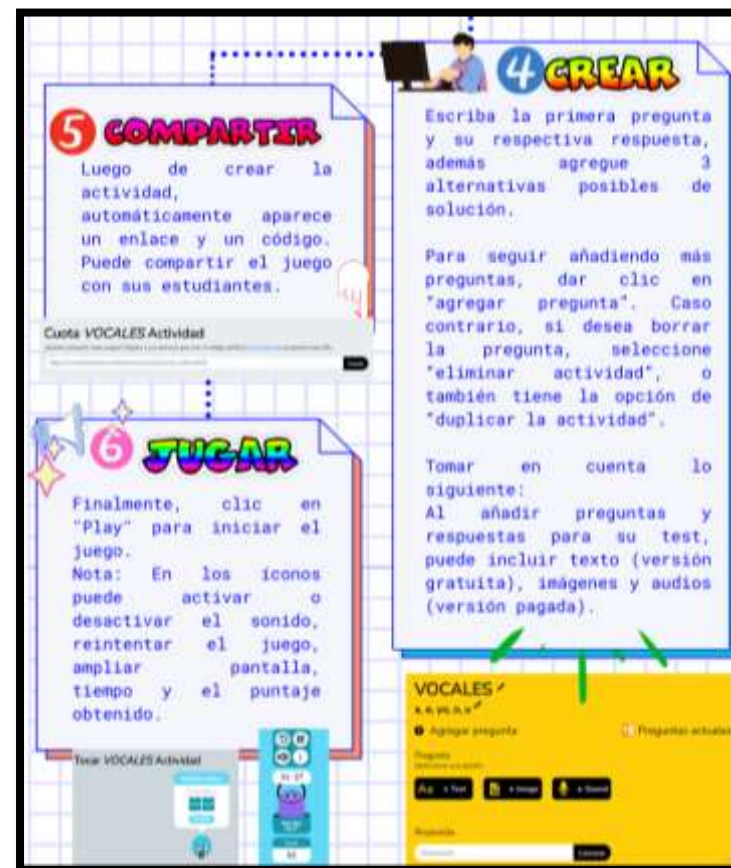 4 CREAR
Escriba la primera pregunta
y su respectiva respuesta,
además agregue 3
alternativas posibles de
solución.
Para seguir añadiendo más
preguntas, dar clic en
"agregar pregunta". Caso
contrario, si desea borrar
la pregunta, seleccione
"eliminar actividad", o
también tiene la opción de
"duplicar la actividad".
Tomar en cuenta lo
siguiente:
Al añadir preguntas y
respuestas para su test,
puede incluir texto (versión
gratuita), imágenes y audios
(versión pagada).
VOCALES
Agregar pregunta
Preguntas actuales
Pregunta
Respuesta
5 COMPARTIR
Luego de crear la
actividad,
automáticamente aparece
un enlace y un código.
Puede compartir el juego
con sus estudiantes.
Cuota VOCALES Actividad
6 JUGAR
Finalmente, clic en
"Play" para iniciar el
juego.
Nota: En los íconos
puede activar o
desactivar el sonido,
reintentar el juego,
ampliar pantalla,
tiempo y el puntaje
obtenido.
Tocar VOCALES Actividad